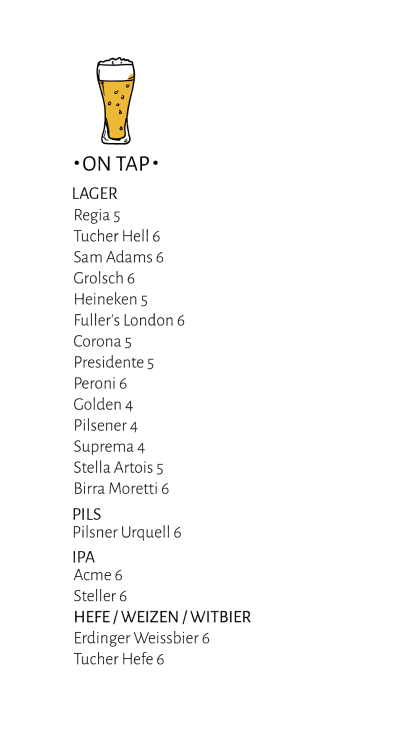 •ON TAP•
LAGER
Regia 5
Tucher Hell 6
Sam Adams 6
Grolsch 6
Heineken 5
Fuller's London 6
Corona 5
Presidente 5
Peroni 6
Golden 4
Pilsener 4
Suprema 4
Stella Artois 5
Birra Moretti 6
PILS
Pilsner Urquell 6
IPA
Acme 6
Steller 6
HEFE / WEIZEN / WITBIER
Erdinger Weissbier 6
Tucher Hefe 6